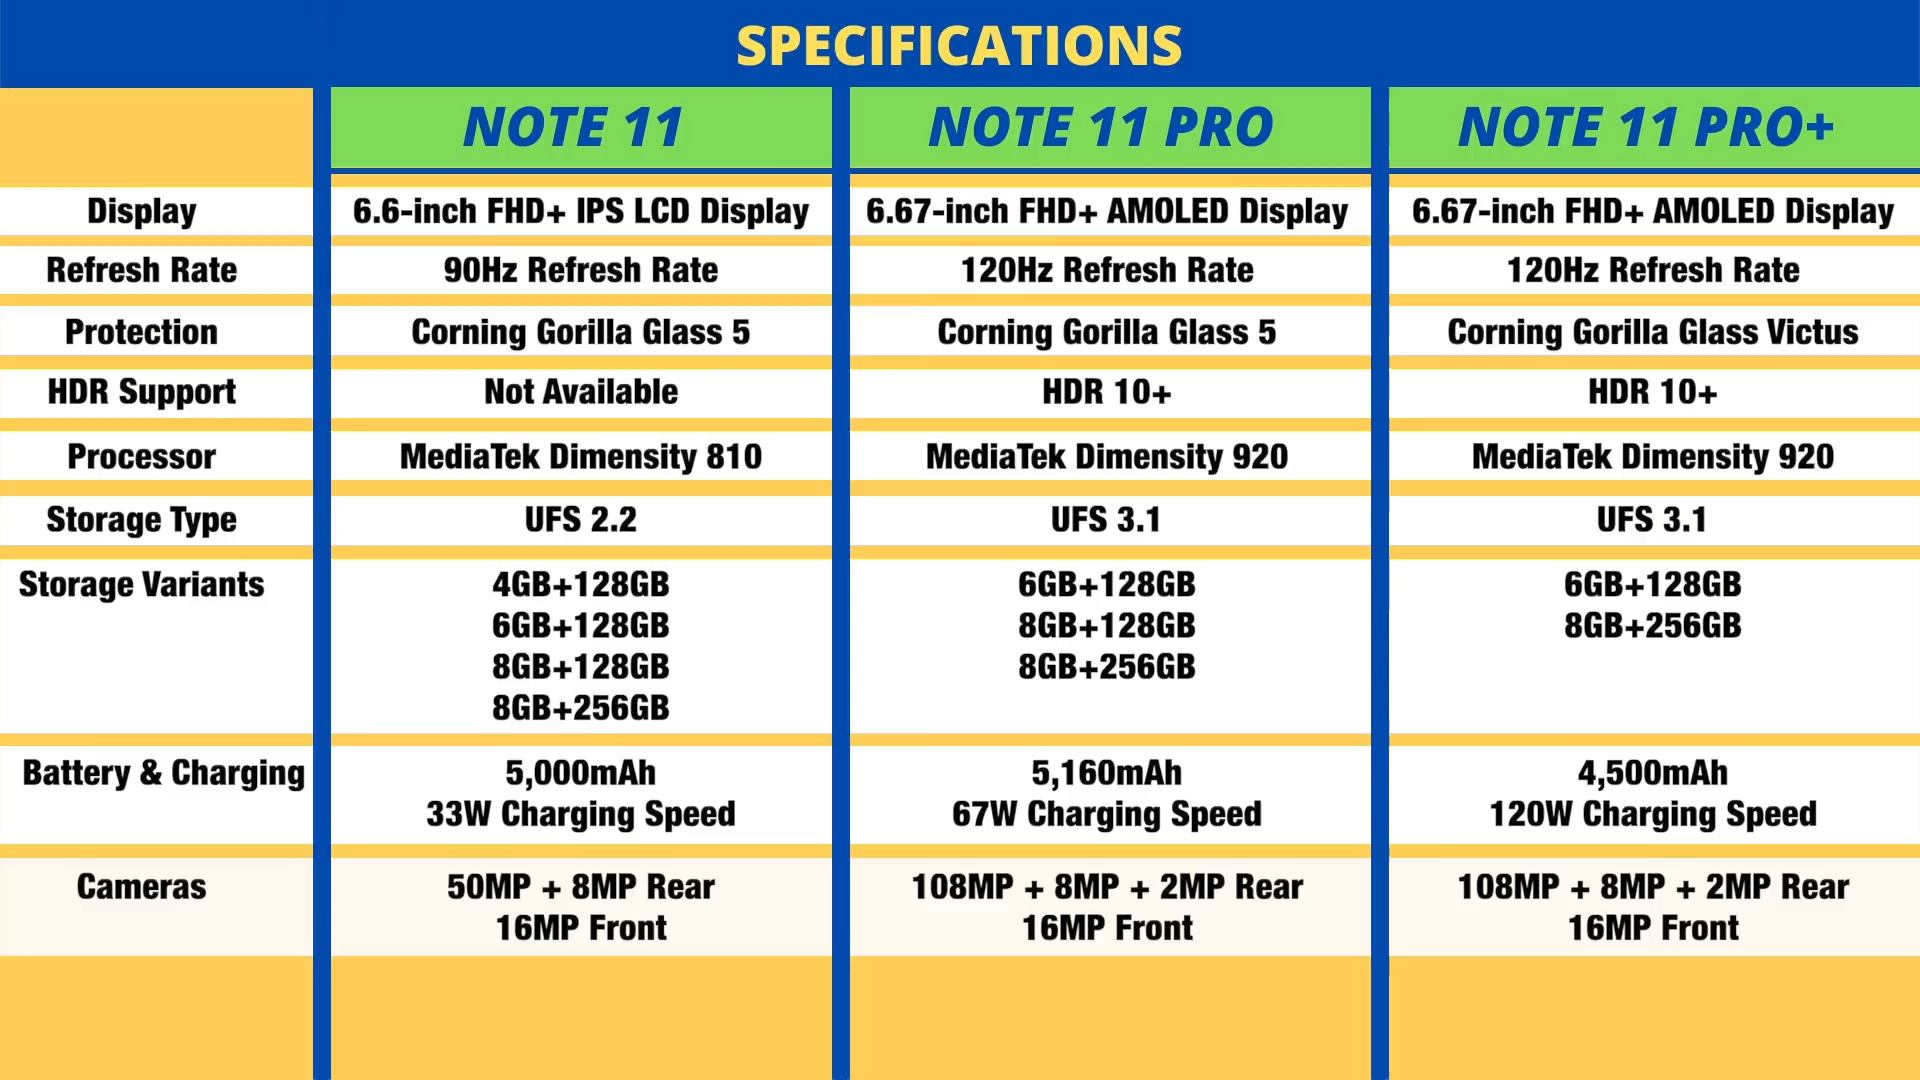 SPECIFICATIONS
NOTE 11 NOTE 11 PRO NOTE 11 PRO+
Display 6.6-inch FHD+ IPS LCD Display 6.67-inch FHD+ AMOLED Display 6.67-inch FHD+ AMOLED Display
Refresh Rate 90Hz Refresh Rate 120Hz Refresh Rate 120Hz Refresh Rate
Protection Corning Gorilla Glass 5 Corning Gorilla Glass 5 Corning Gorilla Glass Victus
HDR Support Not Available HDR 10+ HDR 10+
Processor MediaTek Dimensity 810 MediaTek Dimensity 920 MediaTek Dimensity 920
Storage Type UFS 2.2 UFS 3.1 UFS 3.1
Storage Variants 4GB+128GB 6GB+128GB 6GB+128GB
6GB+128GB 8GB+128GB 8GB+256GB
8GB+128GB 8GB+256GB
8GB+256GB
Battery & Charging 5,000mAh 5,160mAh 4,500mAh
33W Charging Speed 67W Charging Speed 120W Charging Speed
Cameras 50MP + 8MP Rear 108MP + 8MP + 2MP Rear 108MP + 8MP + 2MP Rear
16MP Front 16MP Front 16MP Front